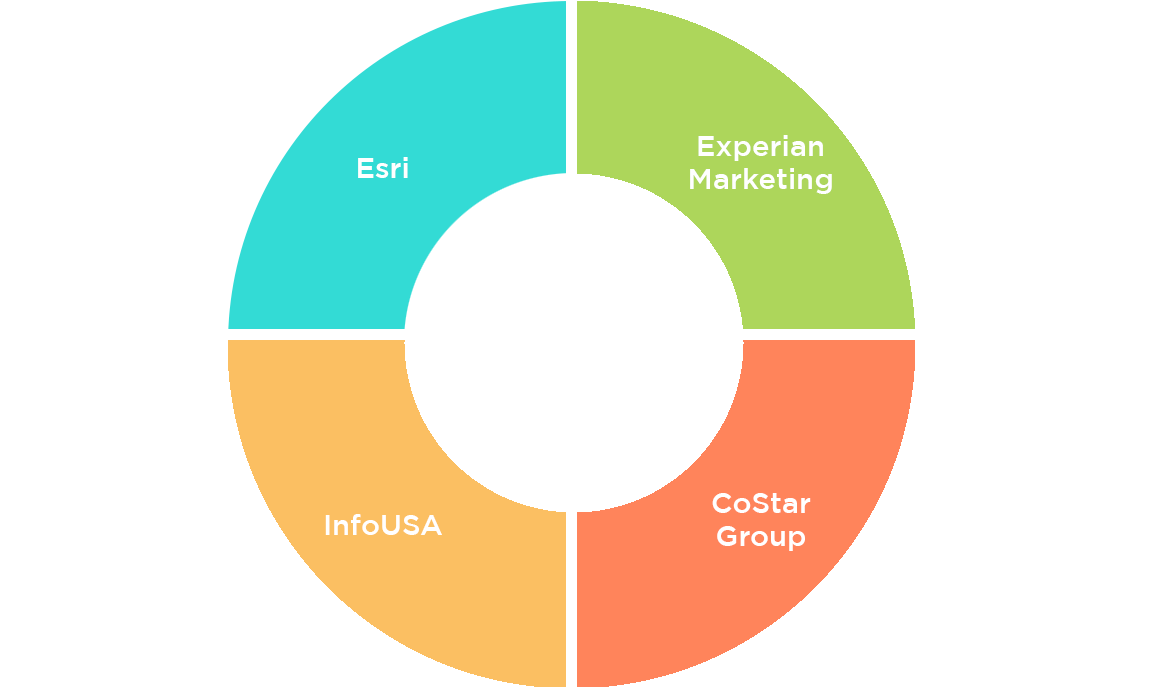 Esri
Experian
Marketing
InfoUSA
CoStar
Group